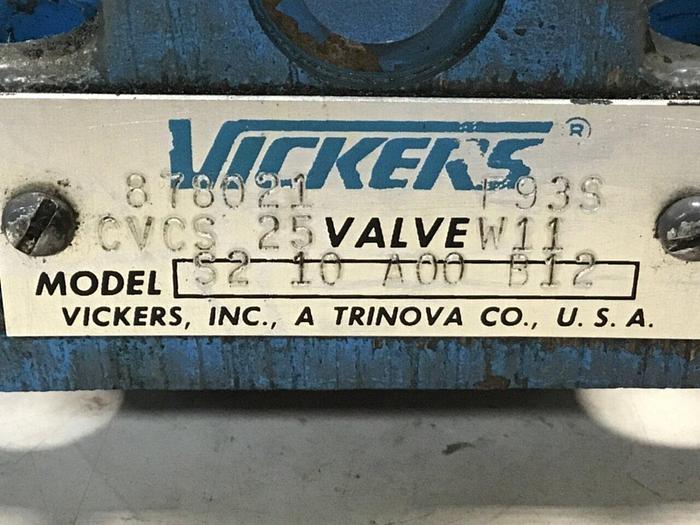 VICKERS ®
878021 F93S
CVCS 25 VALVE W11
MODEL S2 10 A00 B12
VICKERS, INC., A TRINOVA CO., U. S. A.